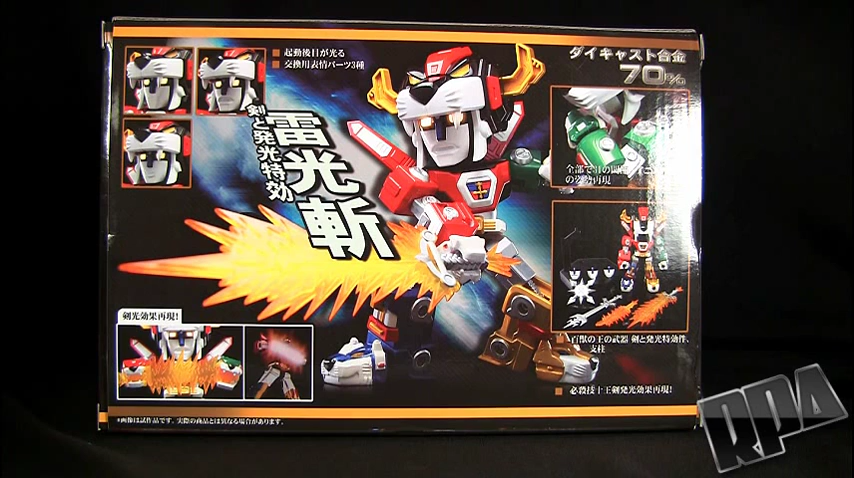 起動後目が光る
交換用表情パーツ3種
ダイキャスト合金
70%
雷光斬
剣と発光特効
の姿勢再現
剣光効果再現!
百獣の王の武器 剣と発光特効件、
支柱
必殺技十王剣発光効果再現!
*画像は試作品です. 実際の商品とは異なる場合があります.
RPA